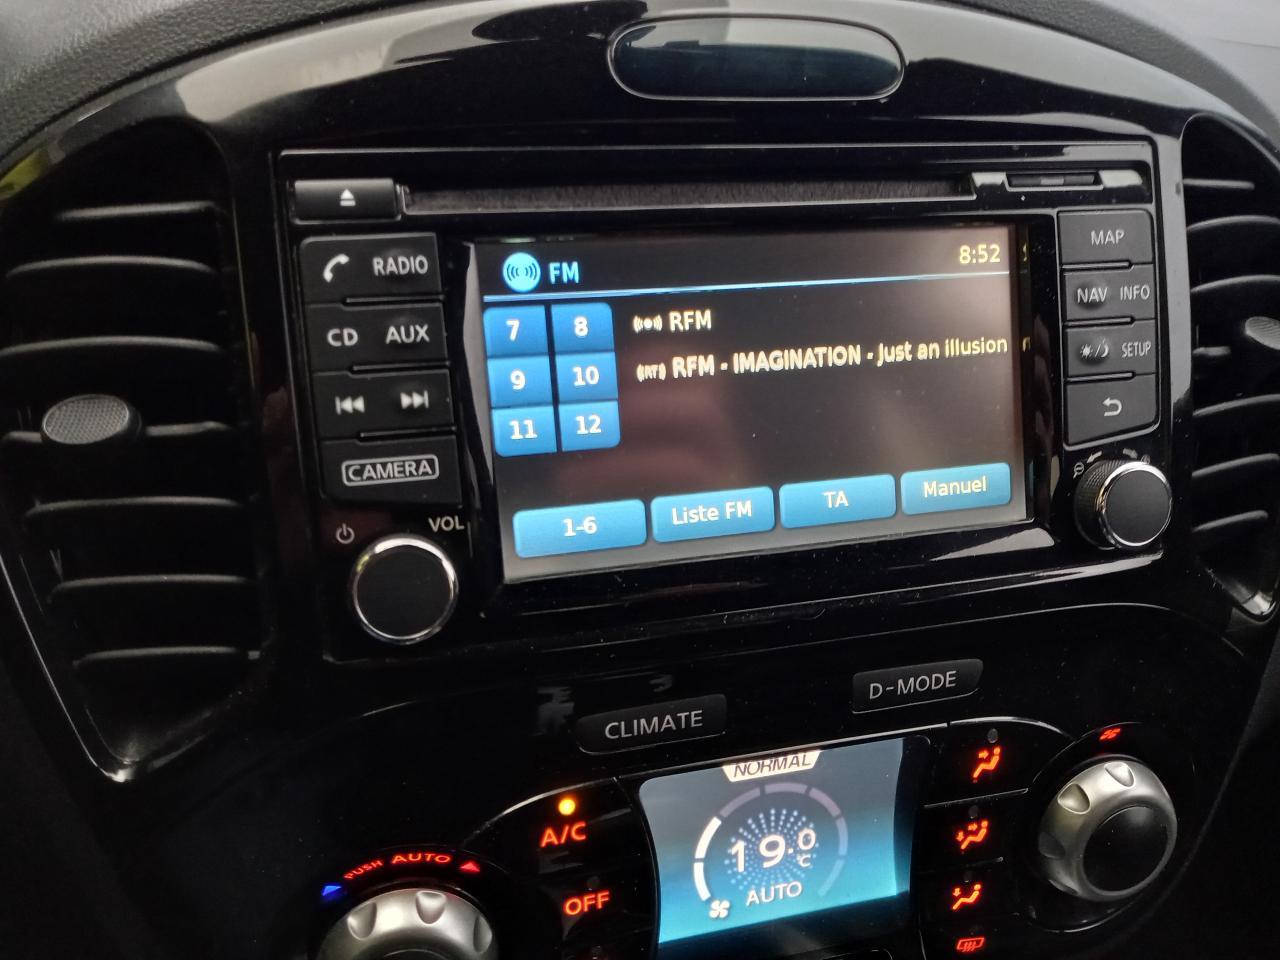 RADIO
CD AUX
CAMERA
VOL
FM
8:52
7 8
9 10
11 12
RFM
RFM - IMAGINATION - Just an illusion
1-6 Liste FM TA Manuel
MAP
NAV INFO
SETUP
CLIMATE
D-MODE
A/C
PUSH AUTO
OFF
NORMAL
19.0 °C
AUTO